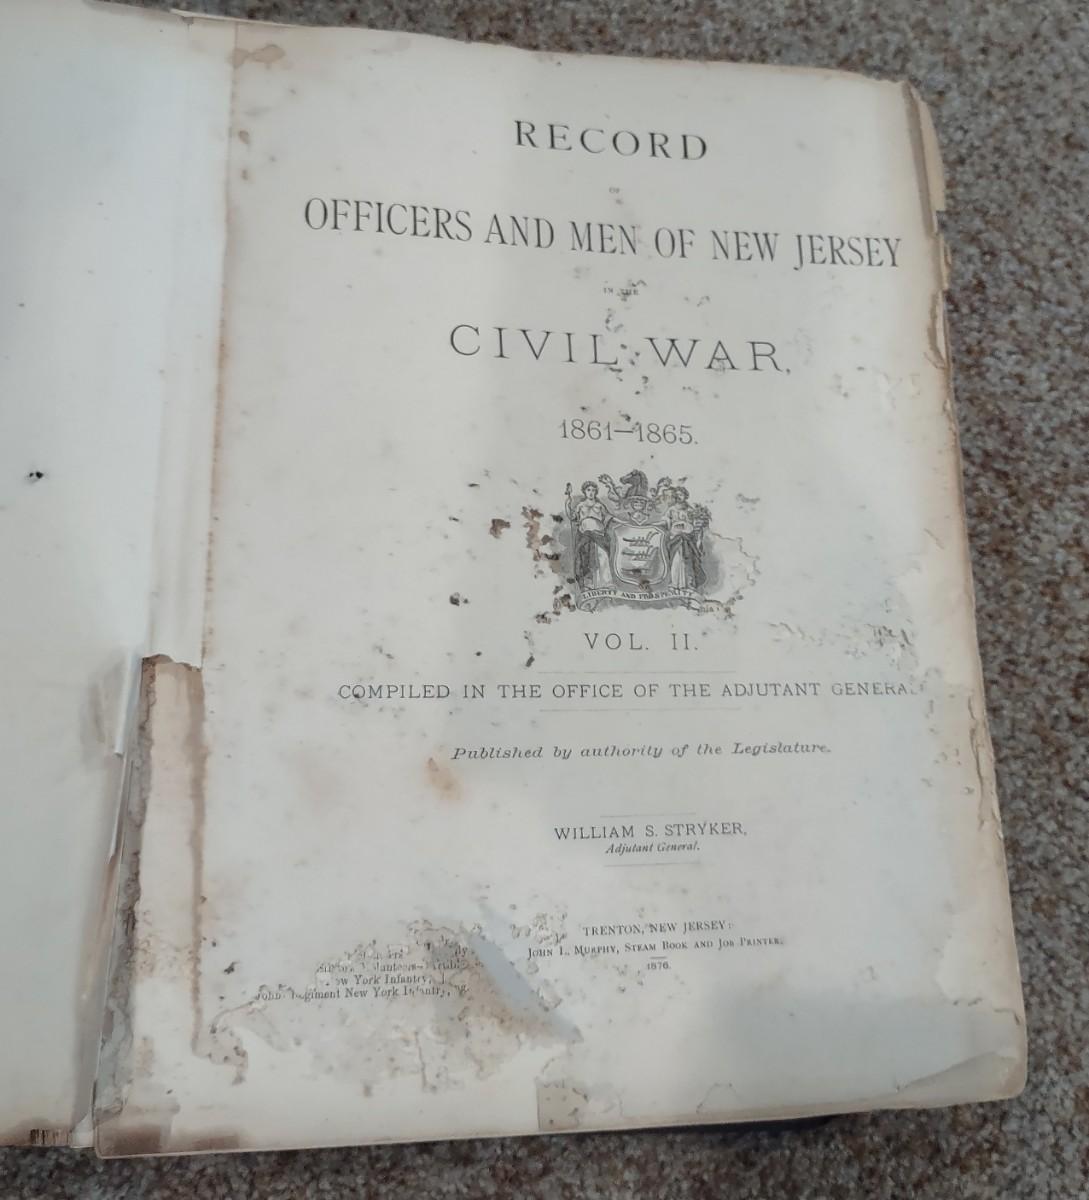 RECORD
OF
OFFICERS AND MEN OF NEW JERSEY
IN THE
CIVIL WAR,
1861—1865.
LIBERTY AND PROSPERITY
VOL. II.
COMPILED IN THE OFFICE OF THE ADJUTANT GENERAL
Published by authority of the Legislature.
WILLIAM S. STRYKER,
Adjutant General.
TRENTON, NEW JERSEY:
JOHN L. MURPHY, STEAM BOOK AND JOB PRINTER.
1876.
York Infantry,
New York Infantry,